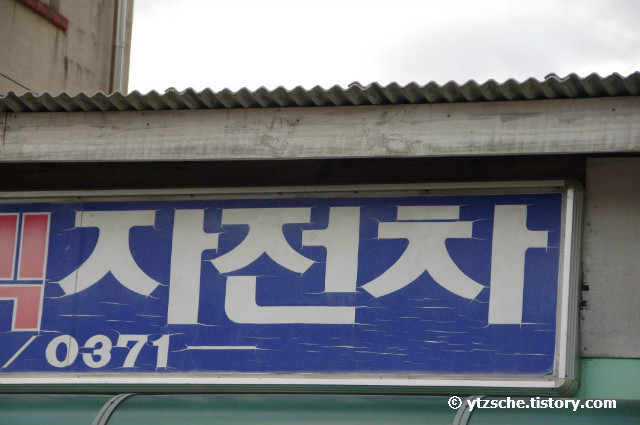 자전차
/ 0371 —
© ytzsche.tistory.com